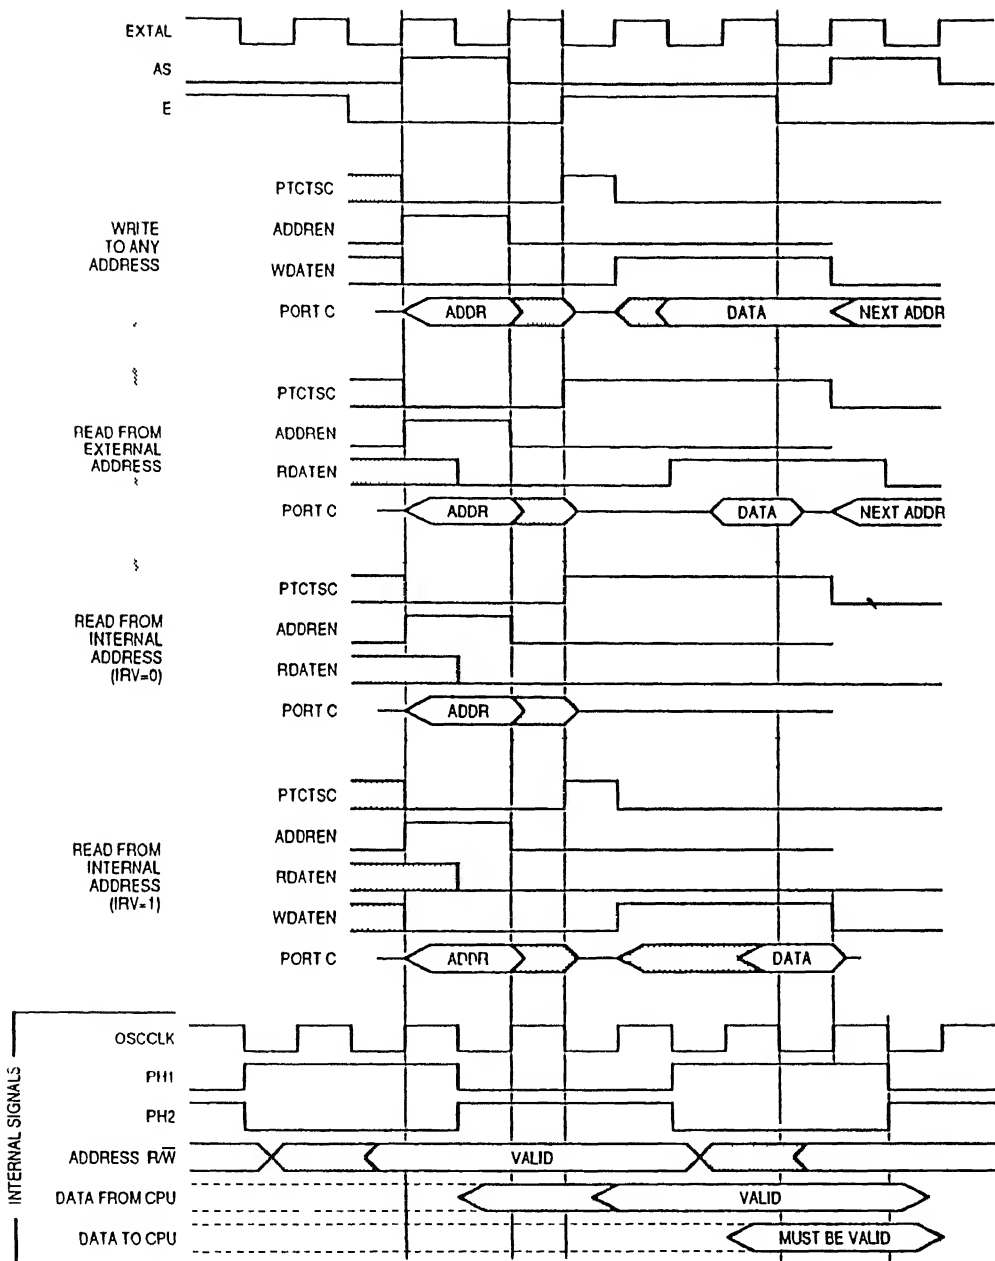 EXTAL
AS
E
WRITE
TO ANY
ADDRESS
PTCTSC
ADDREN
WDATEN
PORT C
ADDR
DATA
NEXT ADDR
READ FROM
EXTERNAL
ADDRESS
PTCTSC
ADDREN
RDATEN
PORT C
ADDR
DATA
NEXT ADDR
READ FROM
INTERNAL
ADDRESS
(IRV=0)
PTCTSC
ADDREN
RDATEN
PORT C
ADDR
READ FROM
INTERNAL
ADDRESS
(IRV=1)
PTCTSC
ADDREN
RDATEN
WDATEN
PORT C
ADDR
DATA
INTERNAL SIGNALS
OSCCLK
PH1
PH2
ADDRESS R/W̅
VALID
DATA FROM CPU
VALID
DATA TO CPU
MUST BE VALID